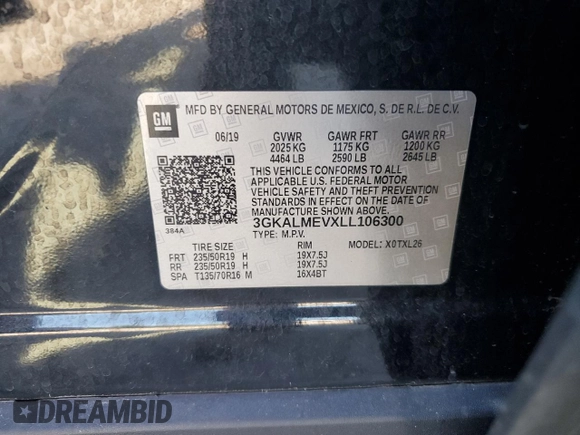 GM
MFD BY GENERAL MOTORS DE MEXICO, S. DE R.L. DE C.V.
06/19 GVWR GAWR FRT GAWR RR
2025 KG 1175 KG 1200 KG
4464 LB 2590 LB 2645 LB
THIS VEHICLE CONFORMS TO ALL
APPLICABLE U.S. FEDERAL MOTOR
VEHICLE SAFETY AND THEFT PREVENTION
STANDARDS IN EFFECT ON THE DATE OF
MANUFACTURE SHOWN ABOVE.
384A
3GKALMEVXLL106300
TYPE: M.P.V.
TIRE SIZE RIM MODEL: X0TXL26
FRT 235/50R19 H 19X7.5J
RR 235/50R19 H 19X7.5J
SPA T135/70R16 M 16X4BT
DREAMBID